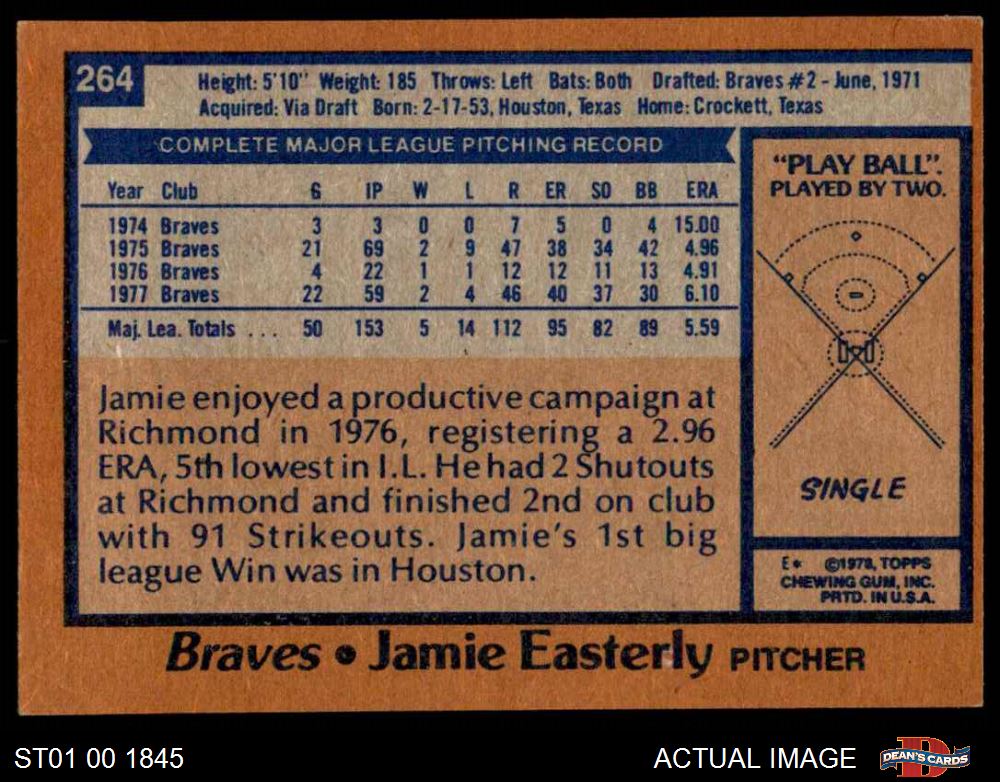 264
Height: 5'10" Weight: 185 Throws: Left Bats: Both Drafted: Braves #2 - June, 1971
Acquired: Via Draft Born: 2-17-53, Houston, Texas Home: Crockett, Texas
COMPLETE MAJOR LEAGUE PITCHING RECORD
Year Club G IP W L R ER SO BB ERA
1974 Braves 3 3 0 0 7 5 0 4 15.00
1975 Braves 21 69 2 9 47 38 34 42 4.96
1976 Braves 4 22 1 1 12 12 11 13 4.91
1977 Braves 22 59 2 4 46 40 37 30 6.10
Maj. Lea. Totals ... 50 153 5 14 112 95 82 89 5.59
Jamie enjoyed a productive campaign at
Richmond in 1976, registering a 2.96
ERA, 5th lowest in I.L. He had 2 Shutouts
at Richmond and finished 2nd on club
with 91 Strikeouts. Jamie's 1st big
league Win was in Houston.
"PLAY BALL".
PLAYED BY TWO.
SINGLE
E* ©1978, TOPPS
CHEWING GUM, INC.
PRTD. IN U.S.A.
Braves • Jamie Easterly PITCHER
ST01 00 1845
ACTUAL IMAGE
DEAN'S CARDS